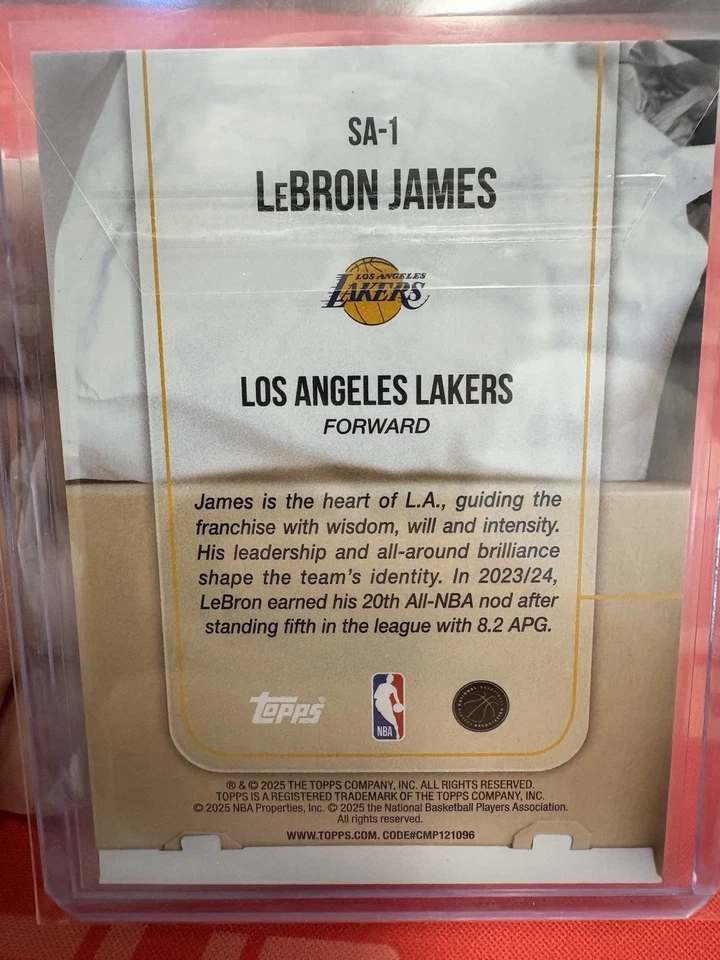 SA-1
LeBRON JAMES
LOS ANGELES
LAKERS
LOS ANGELES LAKERS
FORWARD
James is the heart of L.A., guiding the
franchise with wisdom, will and intensity.
His leadership and all-around brilliance
shape the team's identity. In 2023/24,
LeBron earned his 20th All-NBA nod after
standing fifth in the league with 8.2 APG.
topps
NBA
® & © 2025 THE TOPPS COMPANY, INC. ALL RIGHTS RESERVED.
TOPPS IS A REGISTERED TRADEMARK OF THE TOPPS COMPANY, INC.
© 2025 NBA Properties, Inc. © 2025 the National Basketball Players Association.
All rights reserved.
WWW.TOPPS.COM. CODE#CMP121096